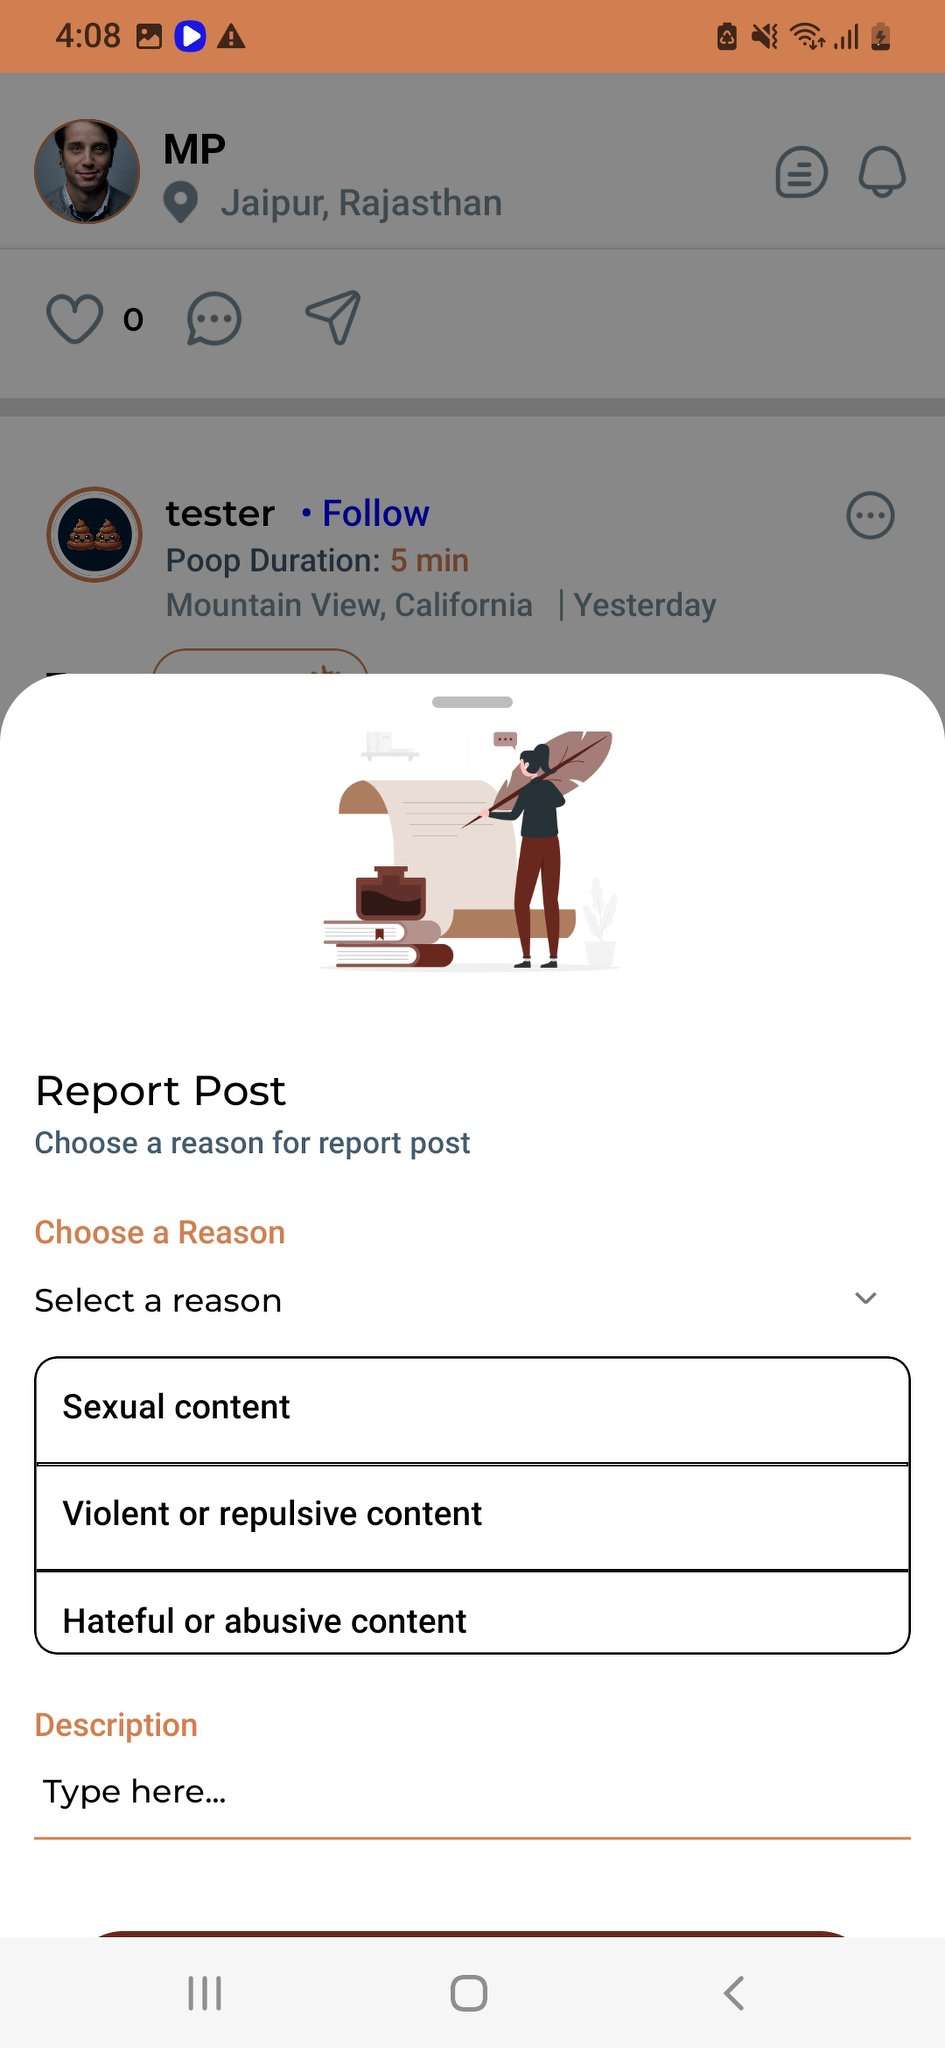 4:08
MP
Jaipur, Rajasthan
0
tester • Follow
Poop Duration: 5 min
Mountain View, California | Yesterday
Report Post
Choose a reason for report post
Choose a Reason
Select a reason
Sexual content
Violent or repulsive content
Hateful or abusive content
Description
Type here...